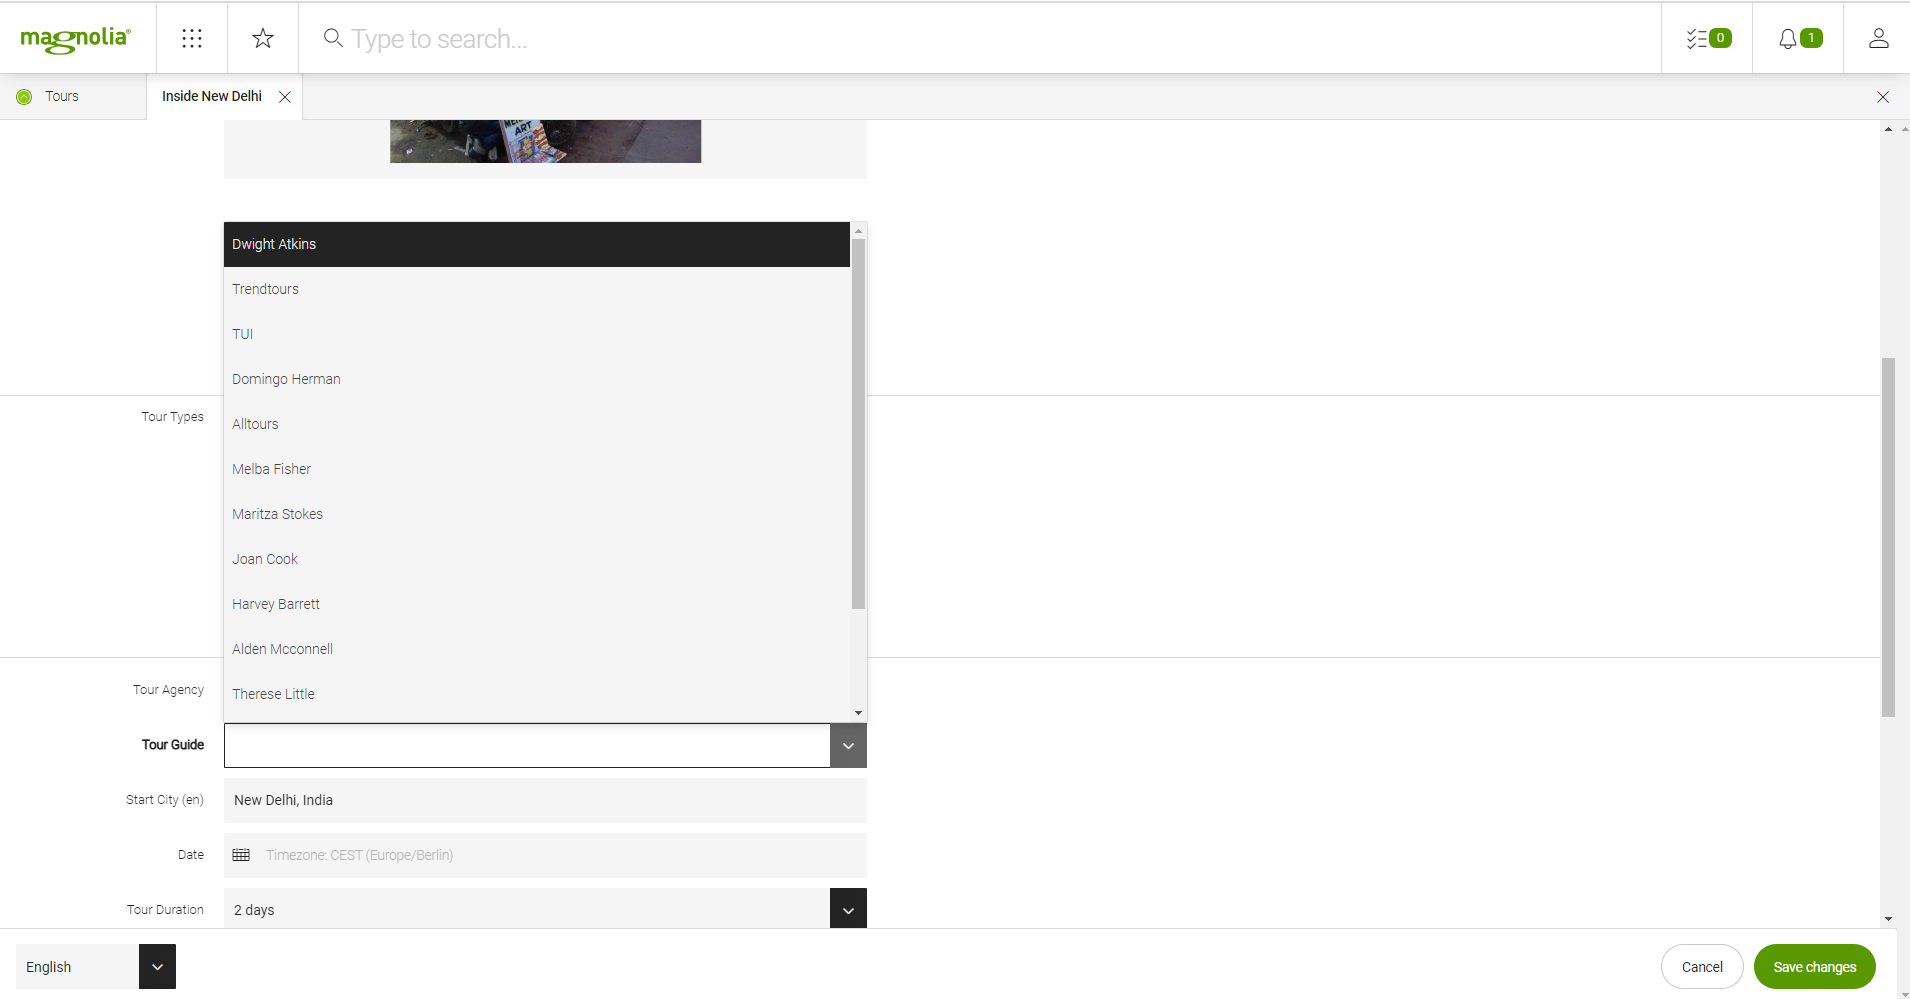 magnolia®
Type to search...
0
1
Tours
Inside New Delhi
ART
Dwight Atkins
Trendtours
TUI
Domingo Herman
Alltours
Tour Types
Melba Fisher
Maritza Stokes
Joan Cook
Harvey Barrett
Alden Mcconnell
Tour Agency
Therese Little
Tour Guide
Start City (en)
New Delhi, India
Date
Timezone: CEST (Europe/Berlin)
Tour Duration
2 days
English
Cancel
Save changes